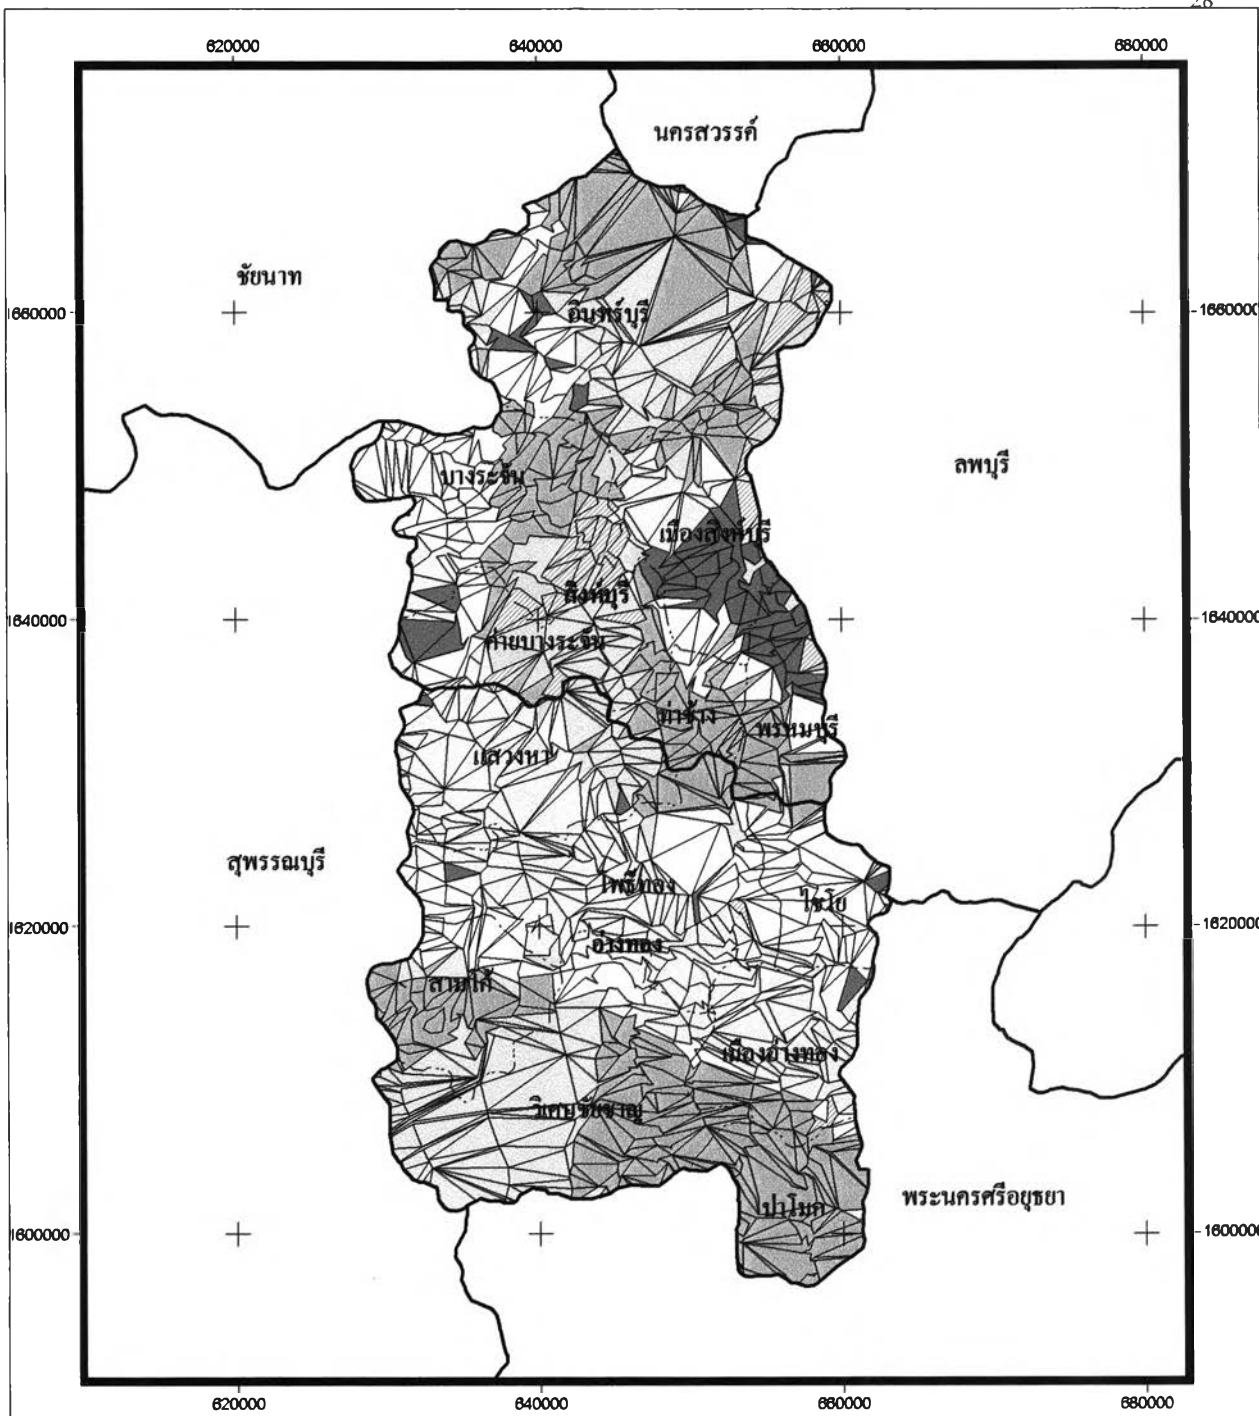 28
620000 640000 660000 680000
นครสวรรค์
ชัยนาท
1660000 อินทร์บุรี 1660000
ลพบุรี
บางระจัน
เมืองสิงห์บุรี
สิงห์บุรี
1640000 1640000
ค่ายบางระจัน
ท่าช้าง
พรหมบุรี
แสวงหา
สุพรรณบุรี
โพธิ์ทอง
ไชโย
1620000 1620000
อ่างทอง
สามโก้
เมืองอ่างทอง
วิเศษชัยชาญ
พระนครศรีอยุธยา
ป่าโมก
1600000 1600000
620000 640000 660000 680000